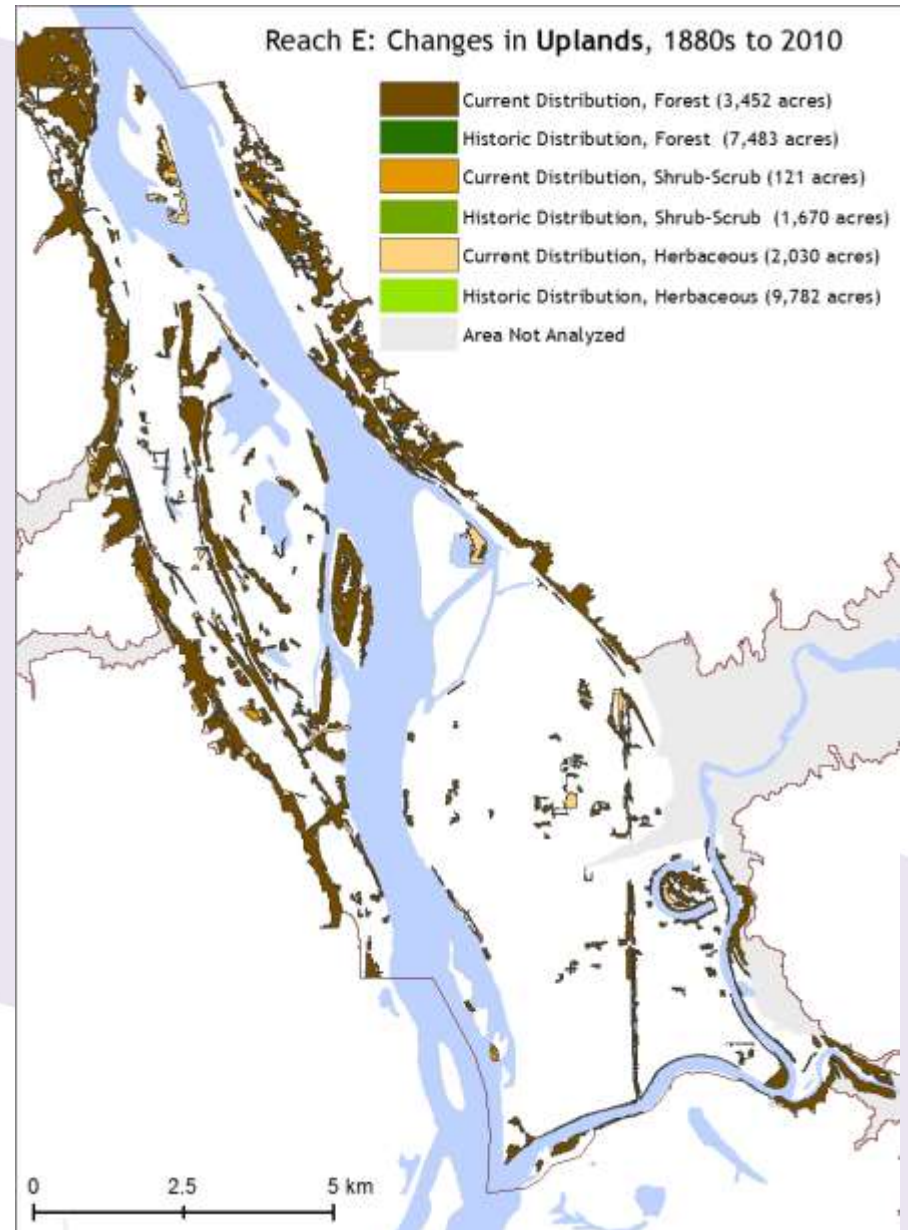 Reach E: Changes in Uplands, 1880s to 2010
Current Distribution, Forest (3,452 acres)
Historic Distribution, Forest (7,483 acres)
Current Distribution, Shrub-Scrub (121 acres)
Historic Distribution, Shrub-Scrub (1,670 acres)
Current Distribution, Herbaceous (2,030 acres)
Historic Distribution, Herbaceous (9,782 acres)
Area Not Analyzed
0 2.5 5 km